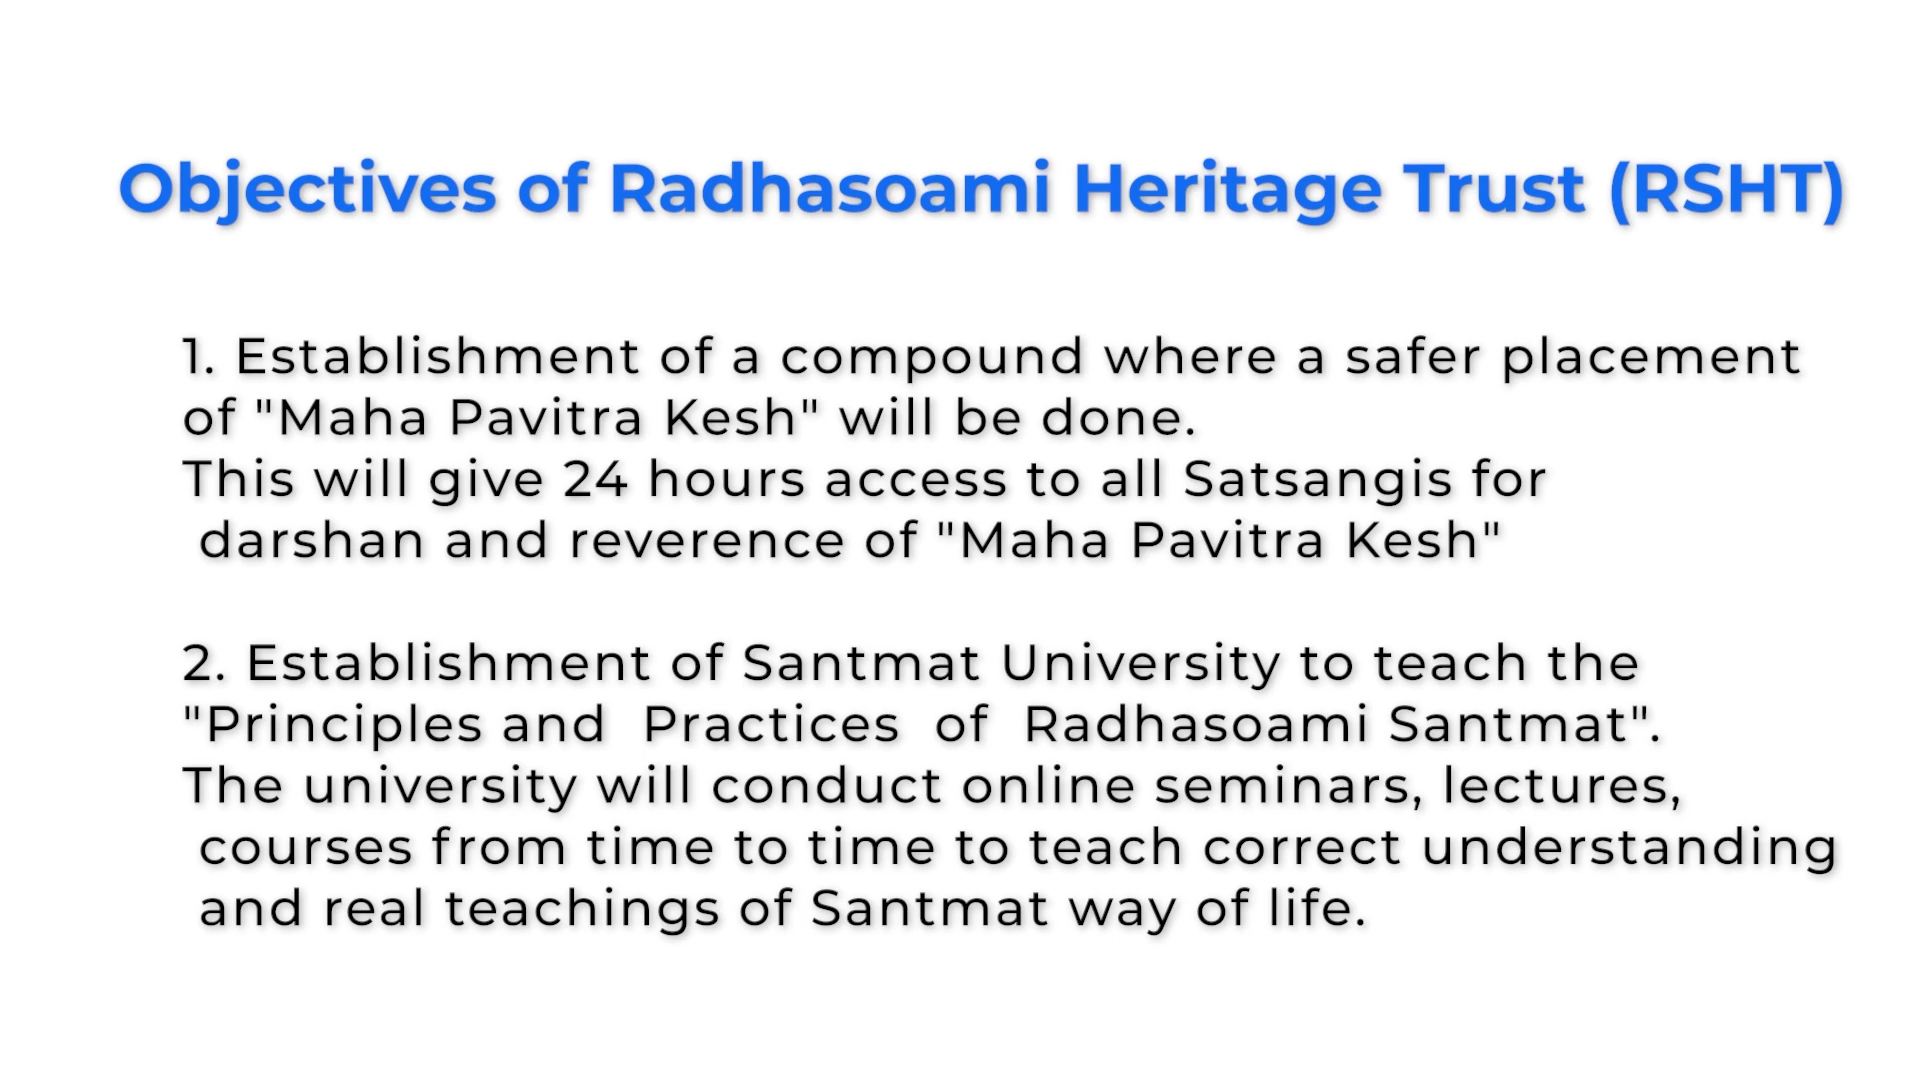 Objectives of Radhasoami Heritage Trust (RSHT)
1. Establishment of a compound where a safer placement
of "Maha Pavitra Kesh" will be done.
This will give 24 hours access to all Satsangis for
darshan and reverence of "Maha Pavitra Kesh"
2. Establishment of Santmat University to teach the
"Principles and Practices of Radhasoami Santmat".
The university will conduct online seminars, lectures,
courses from time to time to teach correct understanding
and real teachings of Santmat way of life.